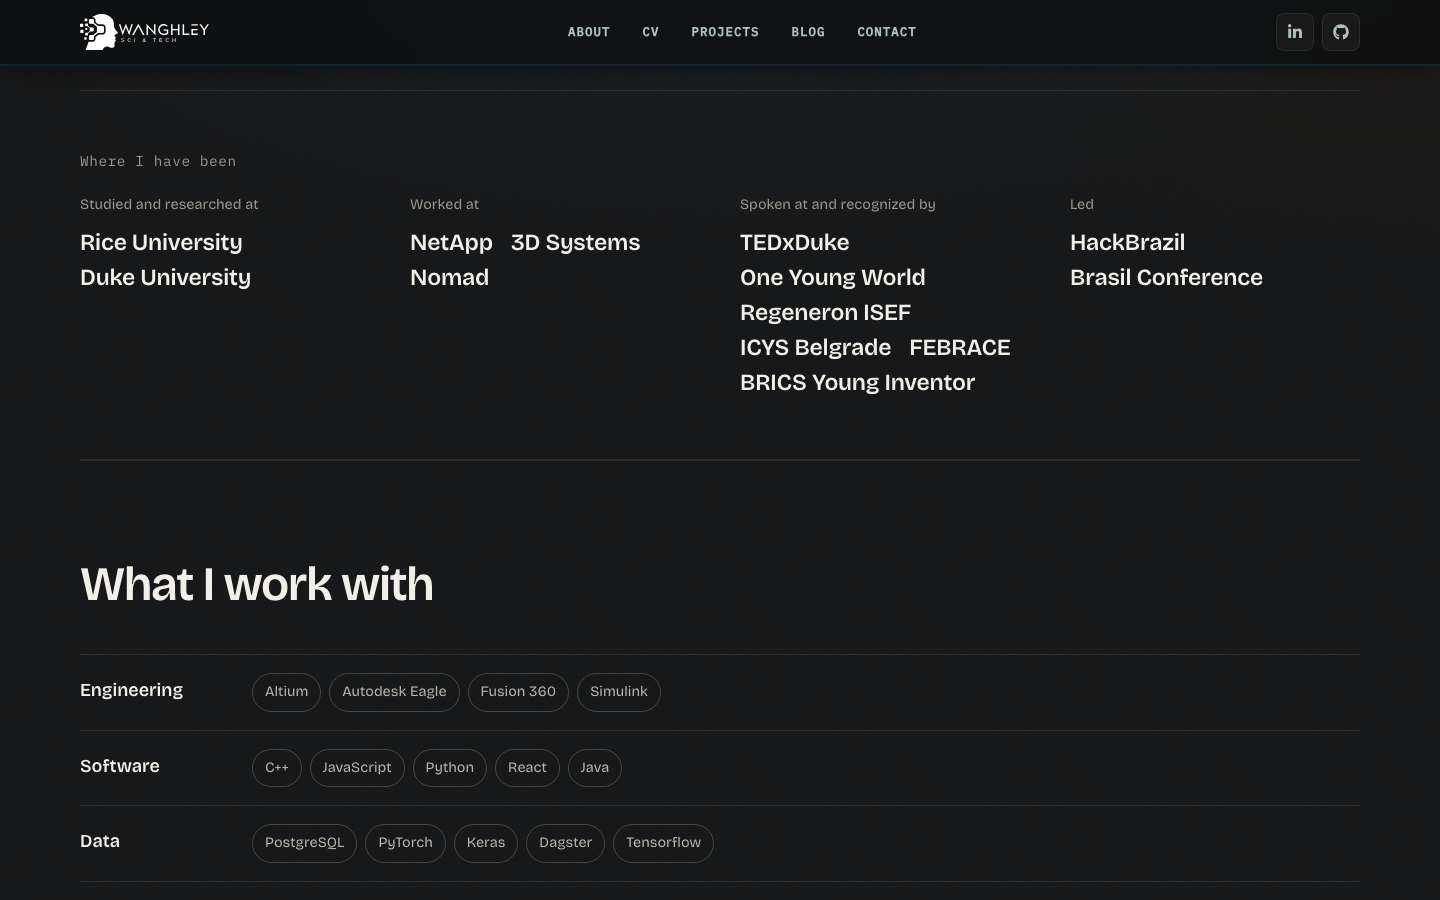 WANGHLEY
SCI & TECH
ABOUT CV PROJECTS BLOG CONTACT
Where I have been
Studied and researched at
Rice University
Duke University
Worked at
NetApp 3D Systems
Nomad
Spoken at and recognized by
TEDxDuke
One Young World
Regeneron ISEF
ICYS Belgrade FEBRACE
BRICS Young Inventor
Led
HackBrazil
Brasil Conference
What I work with
Engineering Altium Autodesk Eagle Fusion 360 Simulink
Software C++ JavaScript Python React Java
Data PostgreSQL PyTorch Keras Dagster Tensorflow